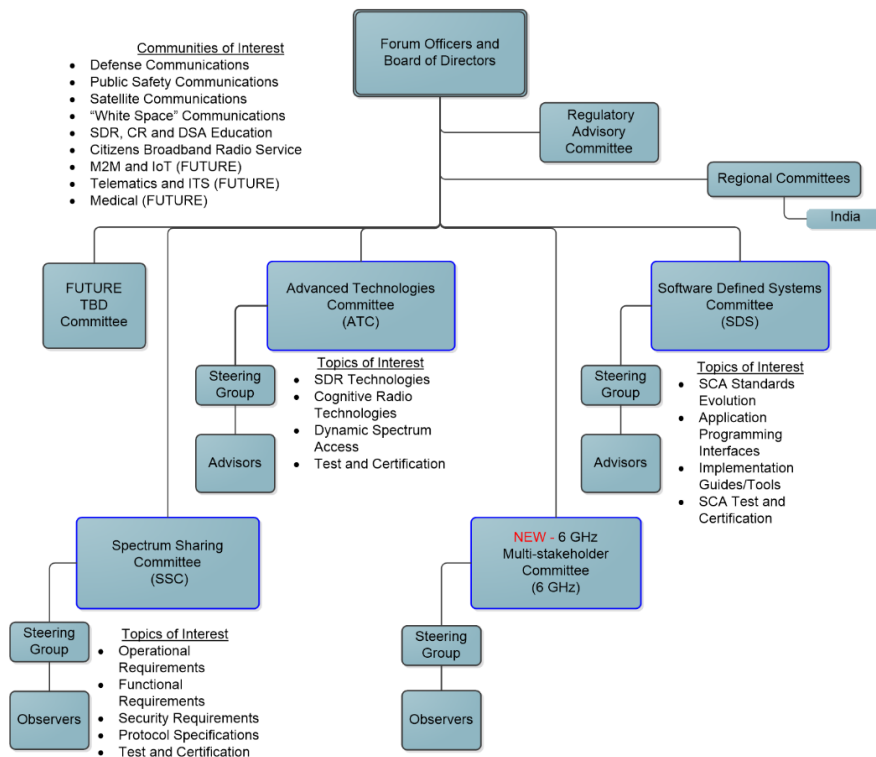 Forum Officers and
Board of Directors
Communities of Interest
• Defense Communications
• Public Safety Communications
• Satellite Communications
• “White Space” Communications
• SDR, CR and DSA Education
• Citizens Broadband Radio Service
• M2M and IoT (FUTURE)
• Telematics and ITS (FUTURE)
• Medical (FUTURE)
Regulatory
Advisory
Committee
Regional Committees
India
FUTURE
TBD
Committee
Advanced Technologies
Committee
(ATC)
Steering
Group
Advisors
Topics of Interest
• SDR Technologies
• Cognitive Radio
Technologies
• Dynamic Spectrum
Access
• Test and Certification
Software Defined Systems
Committee
(SDS)
Steering
Group
Advisors
Topics of Interest
• SCA Standards
Evolution
• Application
Programming
Interfaces
• Implementation
Guides/Tools
• SCA Test and
Certification
Spectrum Sharing
Committee
(SSC)
Steering
Group
Observers
Topics of Interest
• Operational
Requirements
• Functional
Requirements
• Security Requirements
• Protocol Specifications
• Test and Certification
NEW - 6 GHz
Multi-stakeholder
Committee
(6 GHz)
Steering
Group
Observers